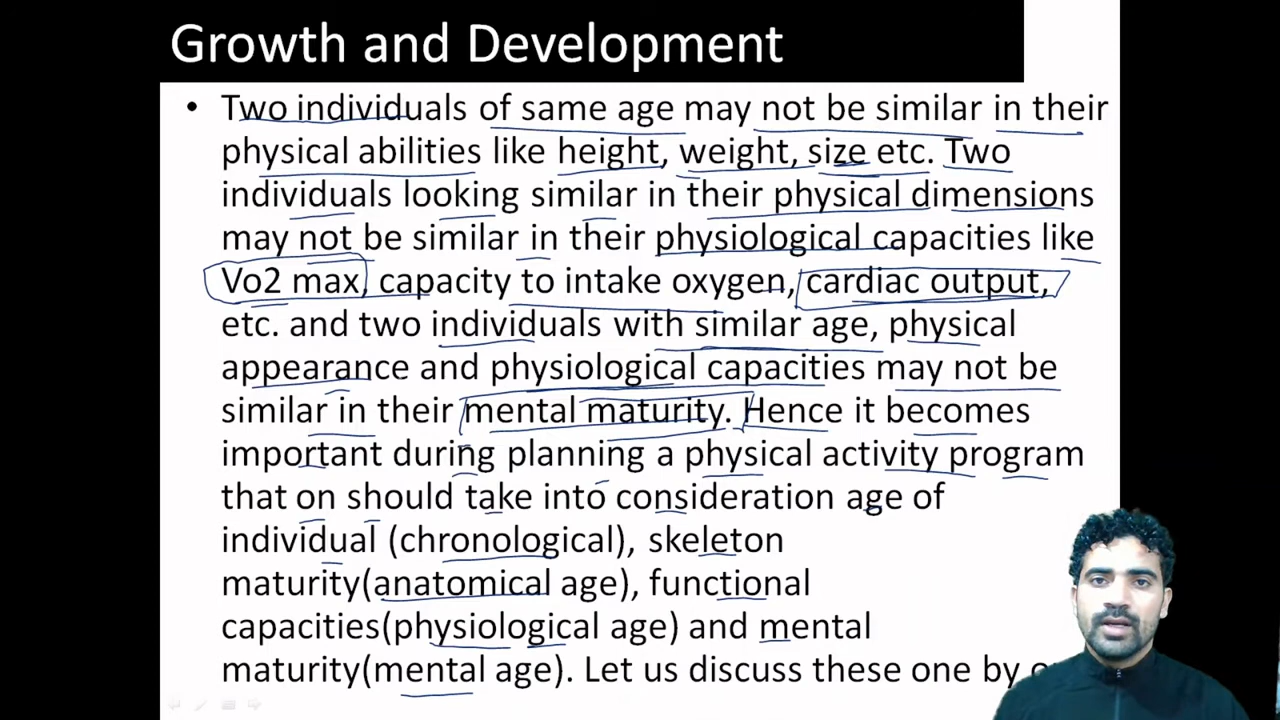 Growth and Development
• Two individuals of same age may not be similar in their
physical abilities like height, weight, size etc. Two
individuals looking similar in their physical dimensions
may not be similar in their physiological capacities like
Vo2 max, capacity to intake oxygen, cardiac output,
etc. and two individuals with similar age, physical
appearance and physiological capacities may not be
similar in their mental maturity. Hence it becomes
important during planning a physical activity program
that on should take into consideration age of
individual (chronological), skeleton
maturity(anatomical age), functional
capacities(physiological age) and mental
maturity(mental age). Let us discuss these one by